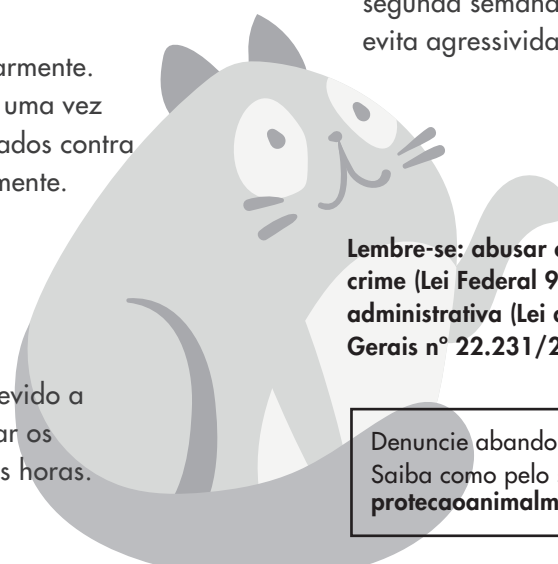 armente.
uma vez
ados contra
mente.
evido a
ar os
s horas.
segunda semana
evita agressivida
Lembre-se: abusar
crime (Lei Federal 9
administrativa (Lei
Gerais nº 22.231/2
Denuncie abando
Saiba como pelo
protecaoanimalm